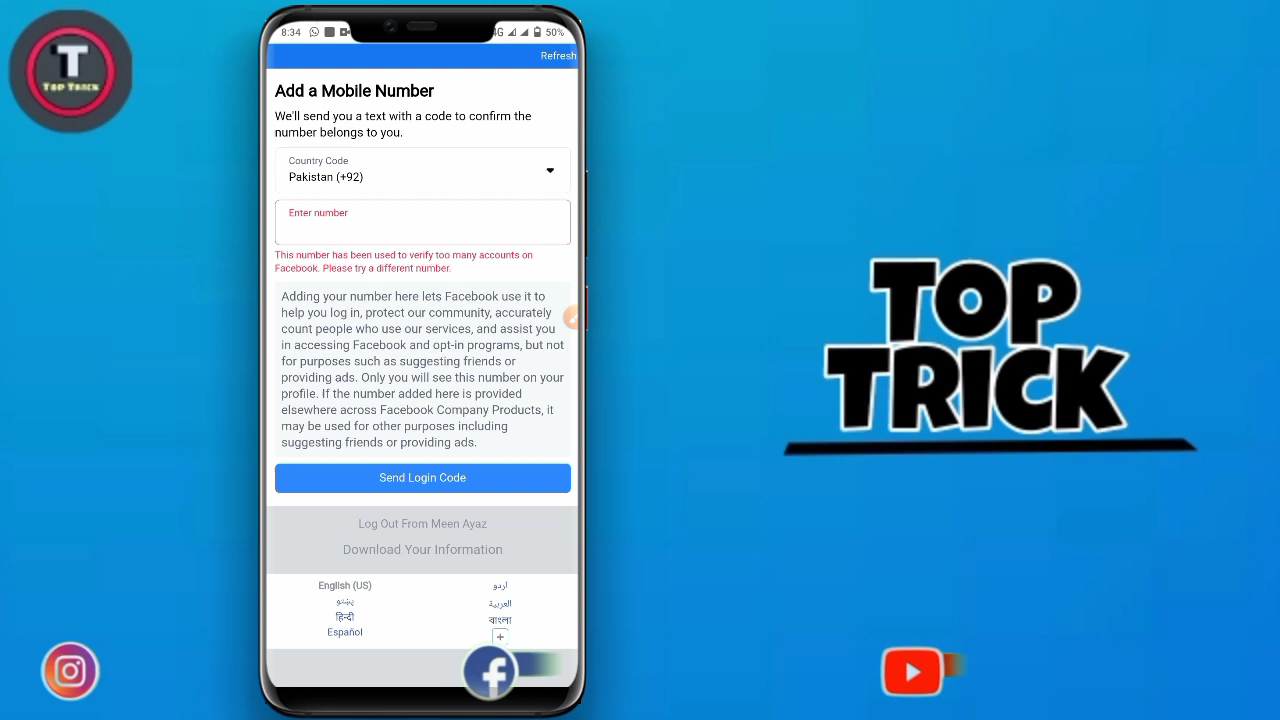 T
TOP TRICK
8:34
4G
50%
Refresh
Add a Mobile Number
We'll send you a text with a code to confirm the
number belongs to you.
Country Code
Pakistan (+92)
Enter number
This number has been used to verify too many accounts on
Facebook. Please try a different number.
Adding your number here lets Facebook use it to
help you log in, protect our community, accurately
count people who use our services, and assist you
in accessing Facebook and opt-in programs, but not
for purposes such as suggesting friends or
providing ads. Only you will see this number on your
profile. If the number added here is provided
elsewhere across Facebook Company Products, it
may be used for other purposes including
suggesting friends or providing ads.
Send Login Code
Log Out From Meen Ayaz
Download Your Information
English (US)
اردو
پښتو
العربية
हिन्दी
বাংলা
Español
+
f
TOP
TRICK